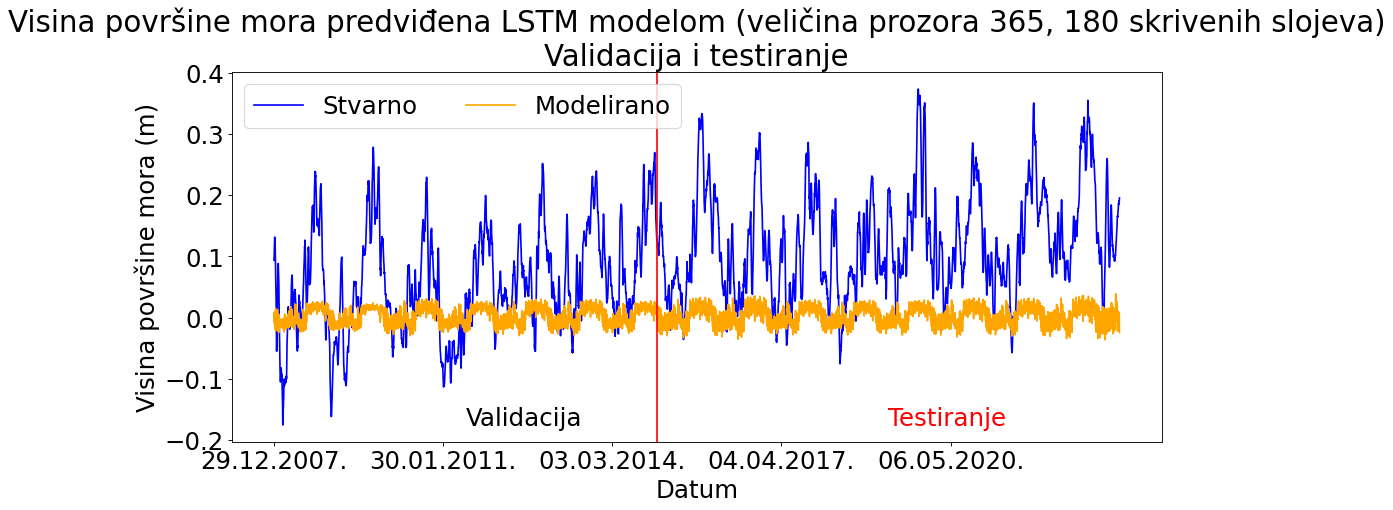 Visina površine mora predviđena LSTM modelom (veličina prozora 365, 180 skrivenih slojeva)
Validacija i testiranje
Stvarno
Modelirano
Visina površine mora (m)
0.4
0.3
0.2
0.1
0.0
−0.1
−0.2
Validacija
Testiranje
29.12.2007.
30.01.2011.
03.03.2014.
04.04.2017.
06.05.2020.
Datum